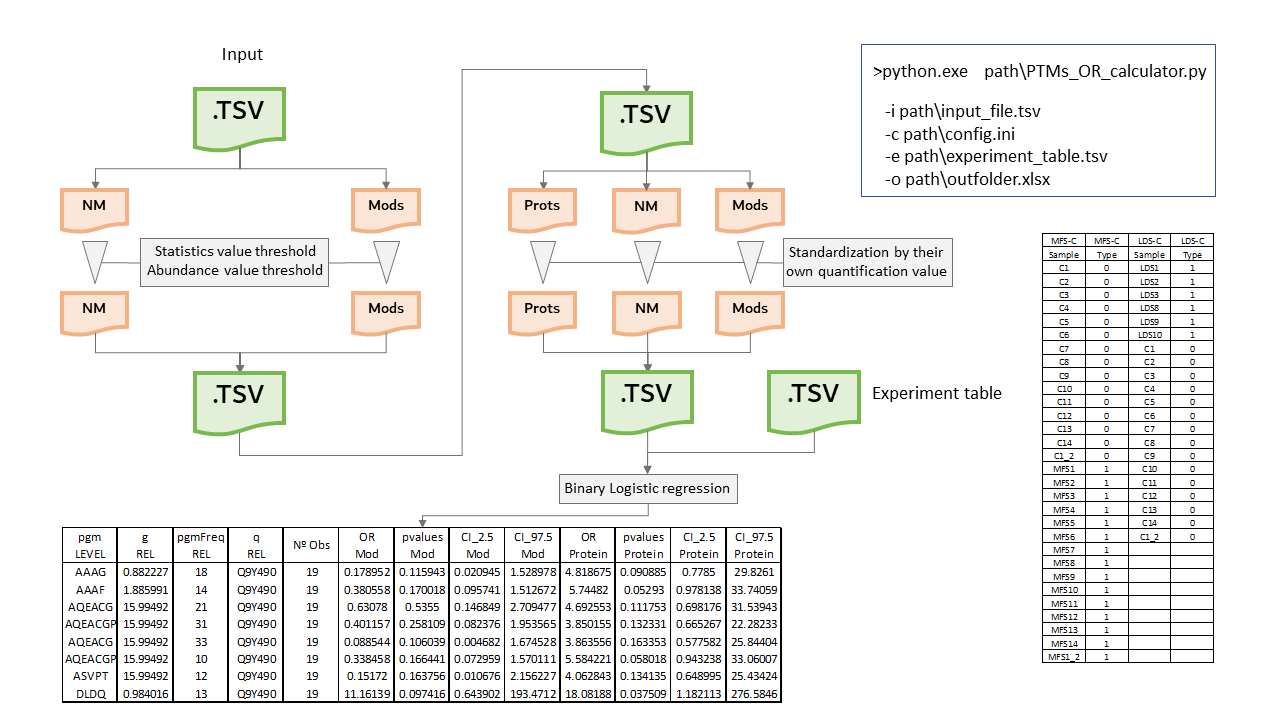 Input
.TSV
NM
Mods
Statistics value threshold
Abundance value threshold
NM
Mods
.TSV
.TSV
Prots
NM
Mods
Standardization by their
own quantification value
Prots
NM
Mods
.TSV
.TSV
Experiment table
Binary Logistic regression
>python.exe path\PTMs_OR_calculator.py
-i path\input_file.tsv
-c path\config.ini
-e path\experiment_table.tsv
-o path\outfolder.xlsx
MFS-C MFS-C LDS-C LDS-C
Sample Type Sample Type
C1 0 LDS1 1
C2 0 LDS2 1
C3 0 LDS3 1
C4 0 LDS8 1
C5 0 LDS9 1
C6 0 LDS10 1
C7 0 C1 0
C8 0 C2 0
C9 0 C3 0
C10 0 C4 0
C11 0 C5 0
C12 0 C6 0
C13 0 C7 0
C14 0 C8 0
C1_2 0 C9 0
MFS1 1 C10 0
MFS2 1 C11 0
MFS3 1 C12 0
MFS4 1 C13 0
MFS5 1 C14 0
MFS6 1 C1_2 0
MFS7 1
MFS8 1
MFS9 1
MFS10 1
MFS11 1
MFS12 1
MFS13 1
MFS14 1
MFS1_2 1
pgm g pgmFreq q Nº Obs OR pvalues CI_2.5 CI_97.5 OR pvalues CI_2.5 CI_97.5
LEVEL REL REL REL Mod Mod Mod Mod Protein Protein Protein Protein
AAAG 0.882227 18 Q9Y490 19 0.178952 0.115943 0.020945 1.528978 4.818675 0.090885 0.7785 29.8261
AAAF 1.885991 14 Q9Y490 19 0.380558 0.170018 0.095741 1.512672 5.74482 0.05293 0.978138 33.74059
AQEACG 15.99492 21 Q9Y490 19 0.63078 0.5355 0.146849 2.709477 4.692553 0.111753 0.698176 31.53943
AQEACGP 15.99492 31 Q9Y490 19 0.401157 0.258109 0.082376 1.953565 3.850155 0.132331 0.665267 22.28233
AQEACG 15.99492 33 Q9Y490 19 0.088544 0.106039 0.004682 1.674528 3.863556 0.163353 0.577582 25.84404
AQEACGP 15.99492 10 Q9Y490 19 0.338458 0.166441 0.072959 1.570111 5.584221 0.058018 0.943238 33.06007
ASVPT 15.99492 12 Q9Y490 19 0.15172 0.163756 0.010676 2.156227 4.062843 0.134135 0.648995 25.43424
DLDQ 0.984016 13 Q9Y490 19 11.16139 0.097416 0.643902 193.4712 18.08188 0.037509 1.182113 276.5846